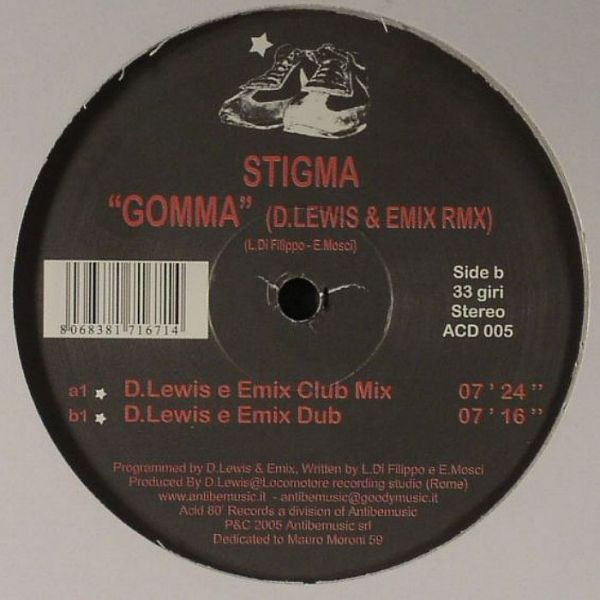 STIGMA
“GOMMA” (D.LEWIS & EMIX RMX)
(L.Di Filippo - E.Mosci)
Side b
33 giri
Stereo
ACD 005
8068381716714
a1 D.Lewis e Emix Club Mix 07 ' 24 "
b1 D.Lewis e Emix Dub 07 ' 16 "
Programmed by D.Lewis & Emix, Written by L.Di Filippo e E.Mosci
Produced By D.Lewis@Locomotore recording studio (Rome)
www.antibemusic.it - antibemusic@goodymusic.it
Acid 80' Records a division of Antibemusic
P&C 2005 Antibemusic srl
Dedicated to Mauro Moroni 59